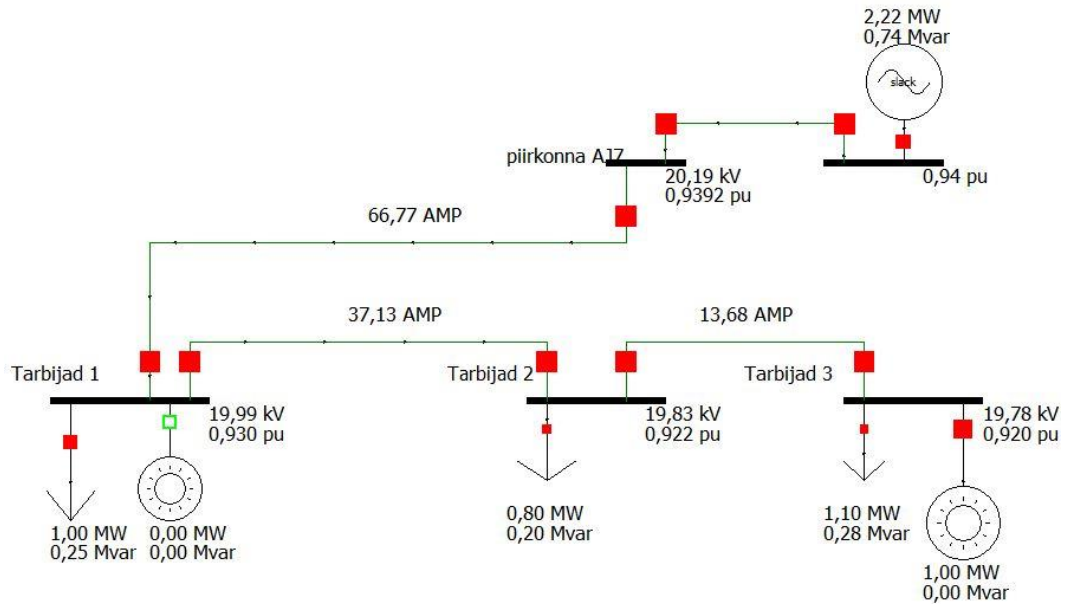 2,22 MW
0,74 Mvar
slack
piirkonna AJ7
20,19 kV
0,9392 pu
0,94 pu
66,77 AMP
37,13 AMP
13,68 AMP
Tarbijad 1
19,99 kV
0,930 pu
Tarbijad 2
19,83 kV
0,922 pu
Tarbijad 3
19,78 kV
0,920 pu
1,00 MW
0,25 Mvar
0,00 MW
0,00 Mvar
0,80 MW
0,20 Mvar
1,10 MW
0,28 Mvar
1,00 MW
0,00 Mvar